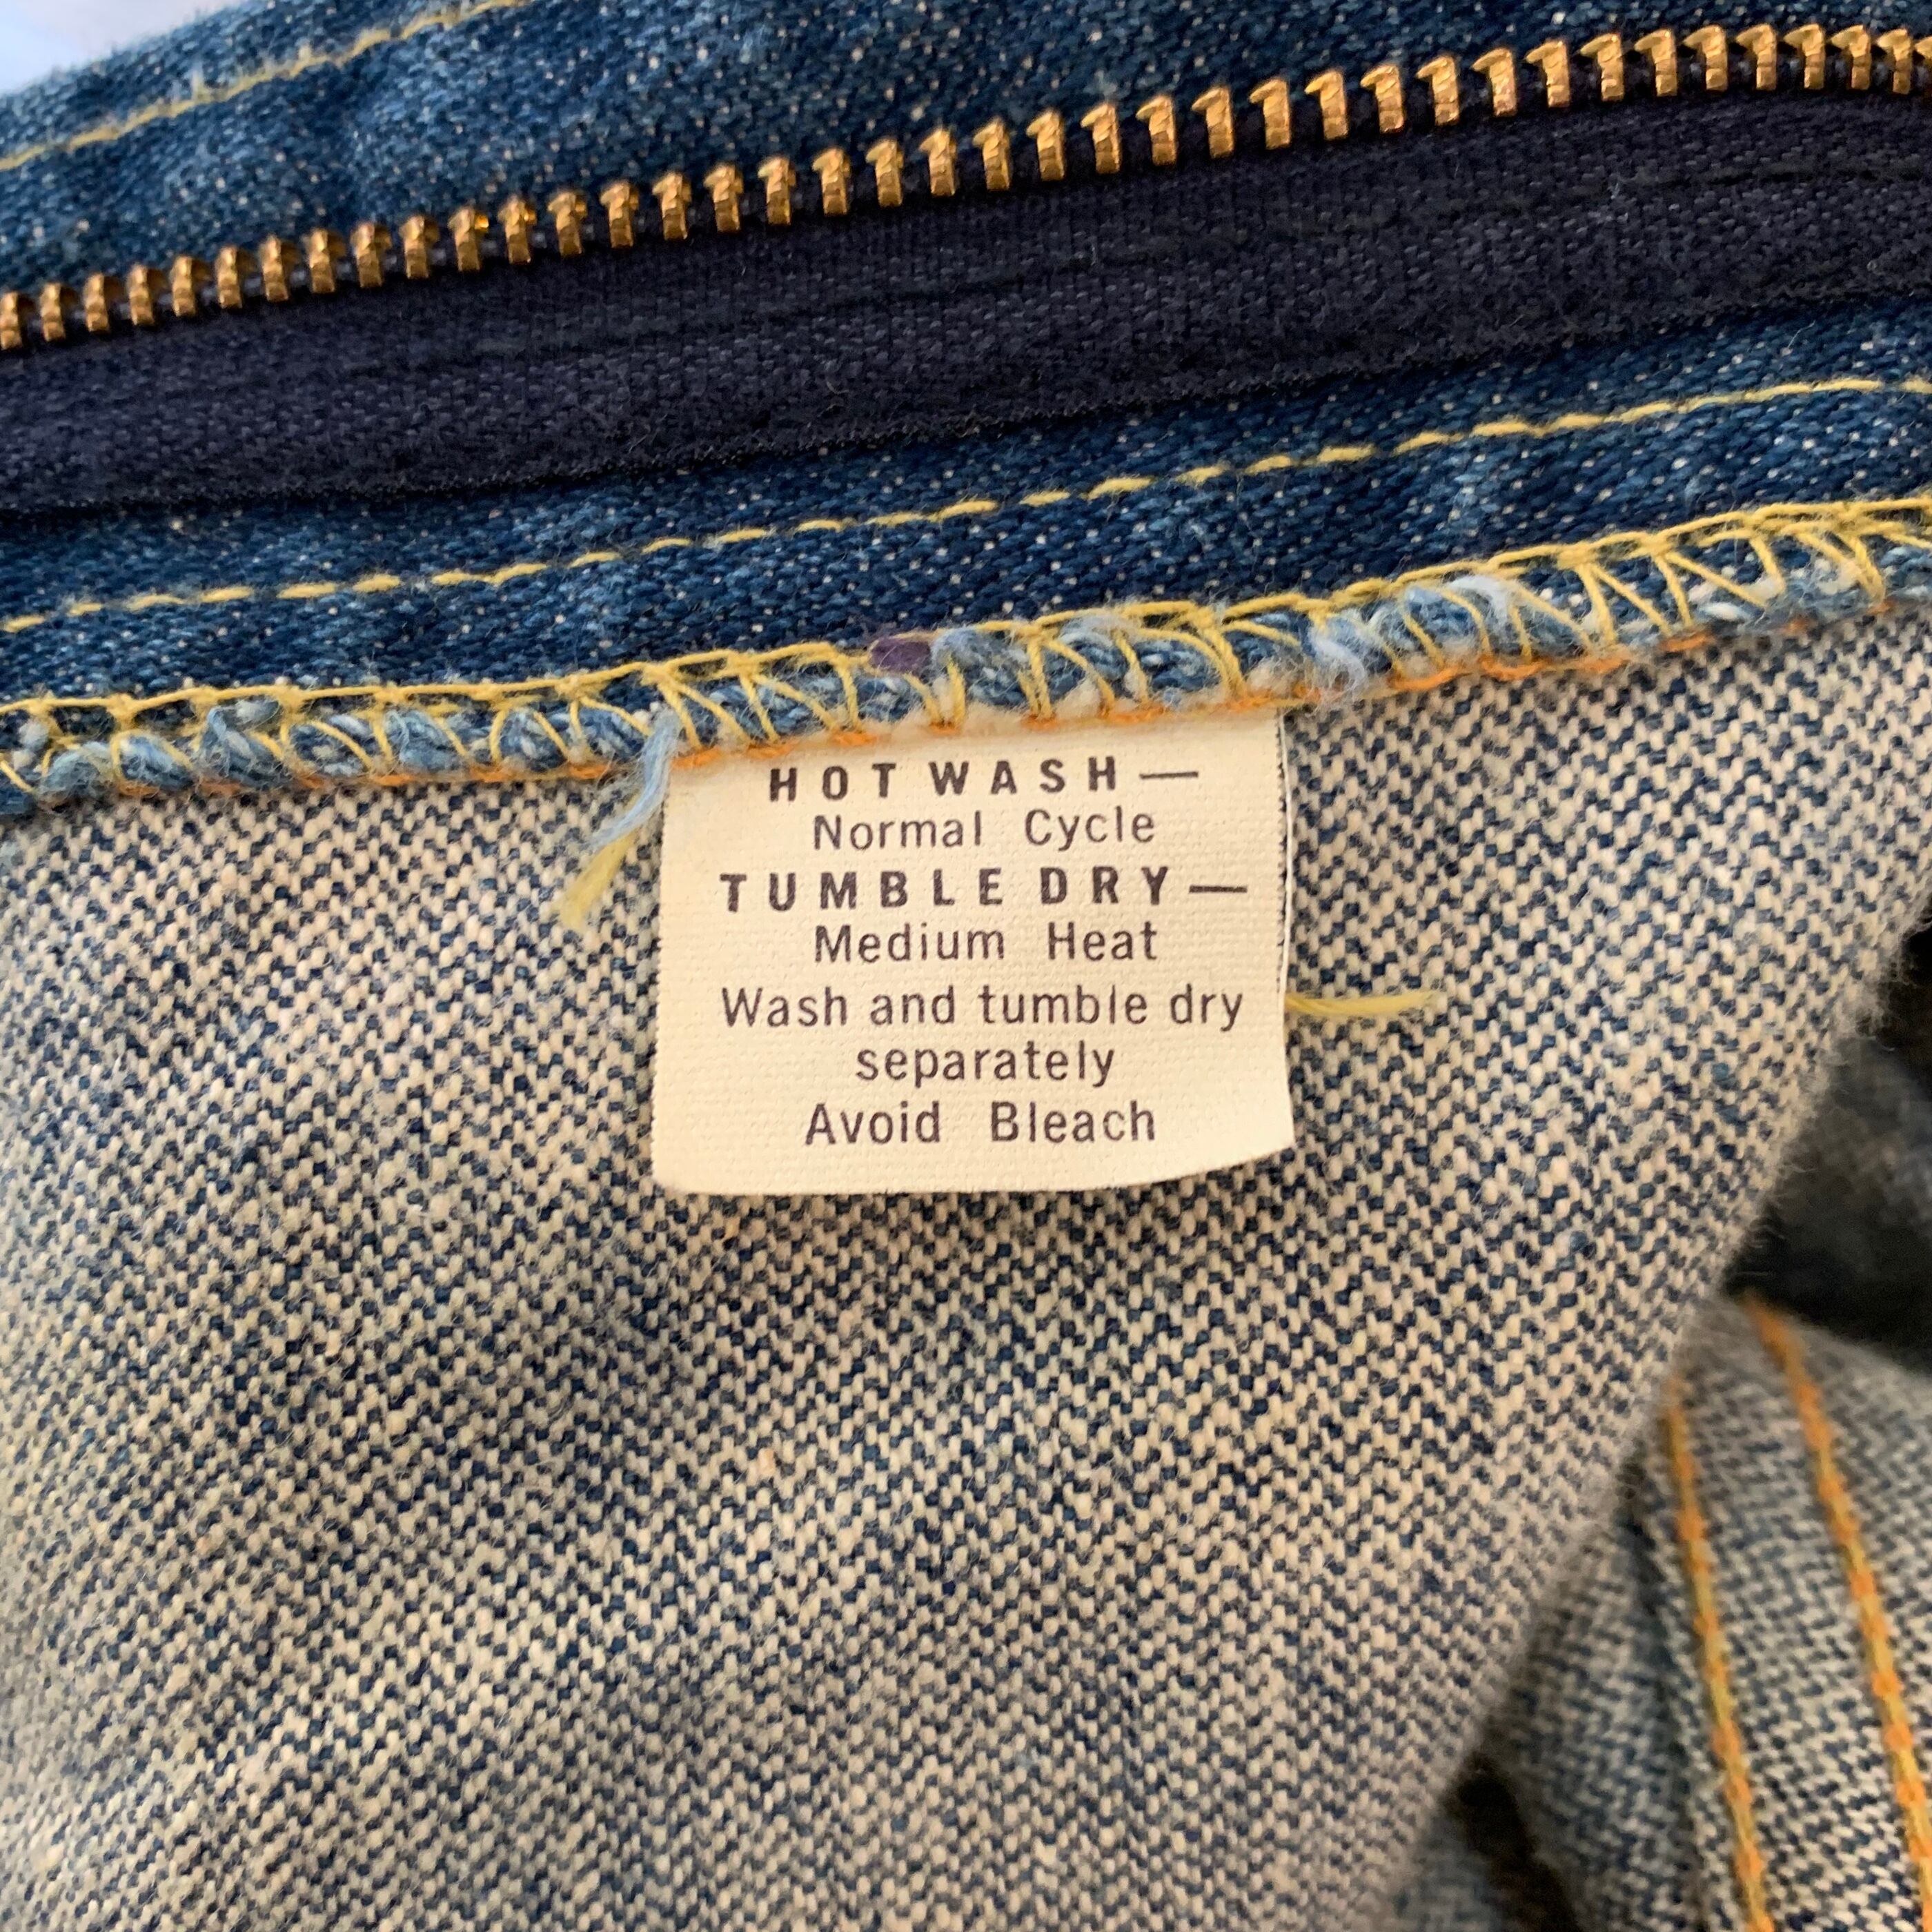 HOT WASH—
Normal Cycle
TUMBLE DRY—
Medium Heat
Wash and tumble dry
separately
Avoid Bleach